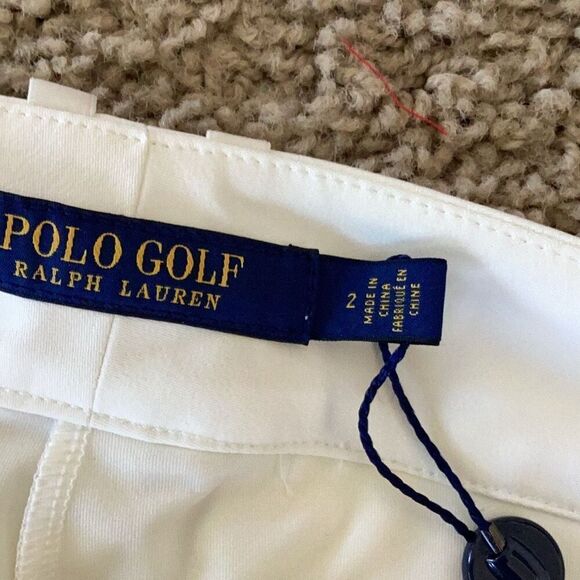 POLO GOLF
RALPH LAUREN
2
MADE IN
CHINA
FABRIQUÉ EN
CHINE